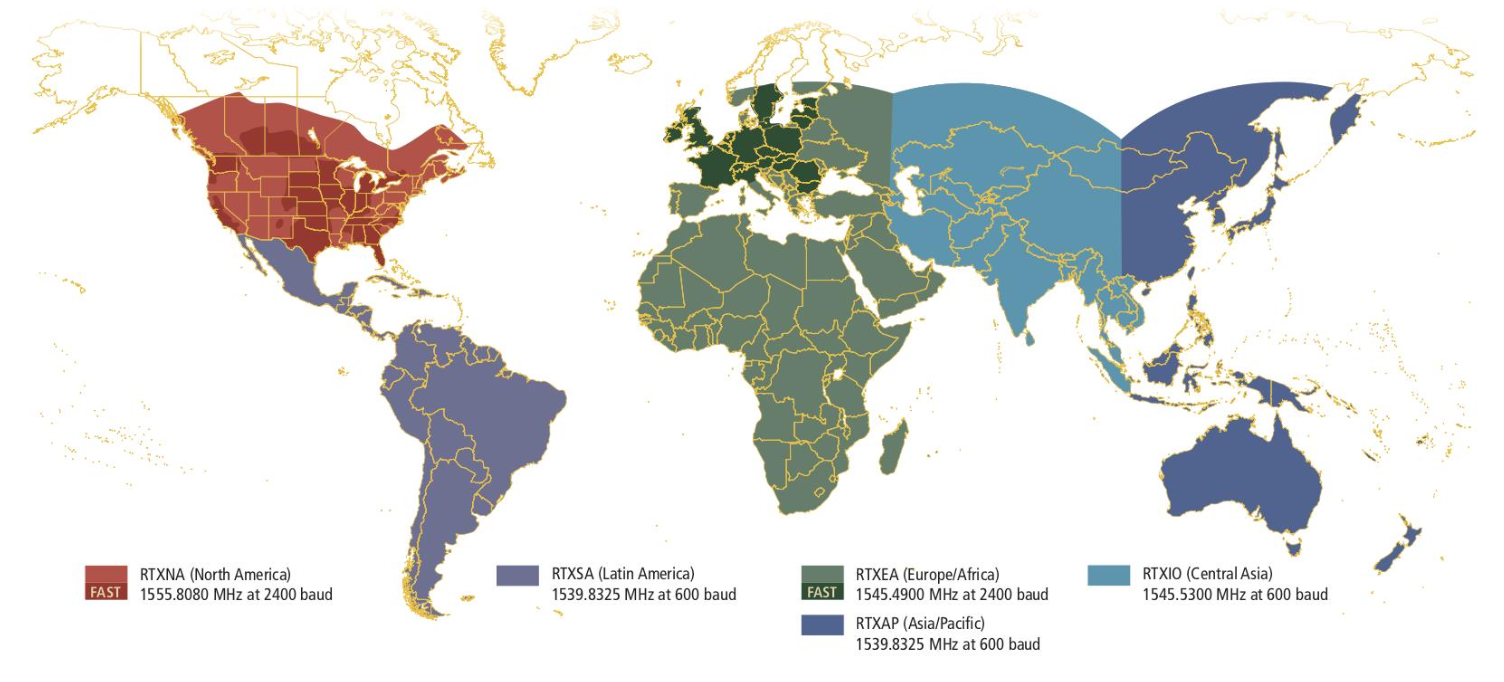 RTXNA (North America)
FAST
1555.8080 MHz at 2400 baud
RTXSA (Latin America)
1539.8325 MHz at 600 baud
RTXEA (Europe/Africa)
FAST
1545.4900 MHz at 2400 baud
RTXIO (Central Asia)
1545.5300 MHz at 600 baud
RTXAP (Asia/Pacific)
1539.8325 MHz at 600 baud